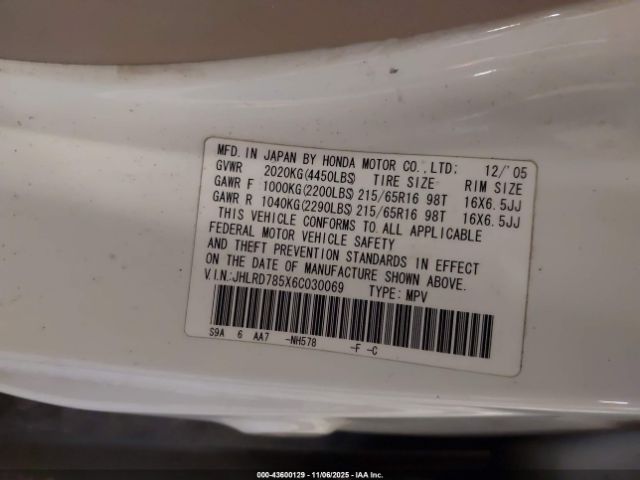 MFD. IN JAPAN BY HONDA MOTOR CO., LTD: 12/'05
GVWR 2020KG(4450LBS) TIRE SIZE RIM SIZE
GAWR F 1000KG(2200LBS) 215/65R16 98T 16X6.5JJ
GAWR R 1040KG(2290LBS) 215/65R16 98T 16X6.5JJ
THIS VEHICLE CONFORMS TO ALL APPLICABLE
FEDERAL MOTOR VEHICLE SAFETY
AND THEFT PREVENTION STANDARDS IN EFFECT
ON THE DATE OF MANUFACTURE SHOWN ABOVE.
V.I.N:JHLRD785X6C030069 TYPE: MPV
S9A 6 AA7 -NH578 -F -C
000-43600129 - 11/06/2025 - IAA Inc.